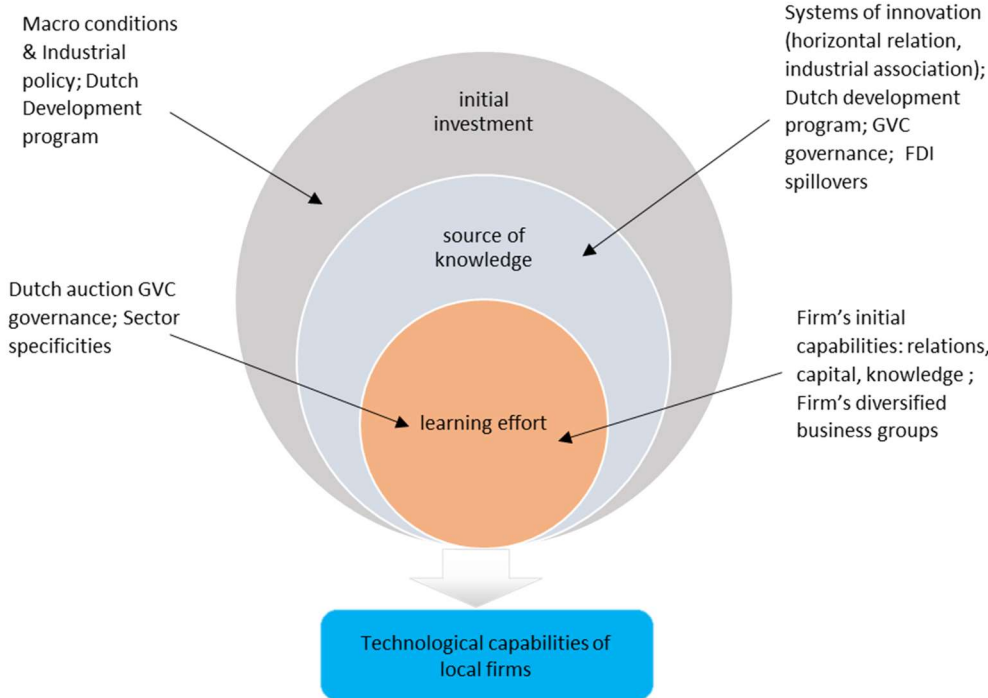 Macro conditions
& Industrial
policy; Dutch
Development
program
Systems of innovation
(horizontal relation,
industrial association);
Dutch development
program; GVC
governance;  FDI
spillovers
initial
investment
source of
knowledge
Dutch auction GVC
governance; Sector
specificities
Firm's initial
capabilities: relations,
capital, knowledge ;
Firm's diversified
business groups
learning effort
Technological capabilities of
local firms